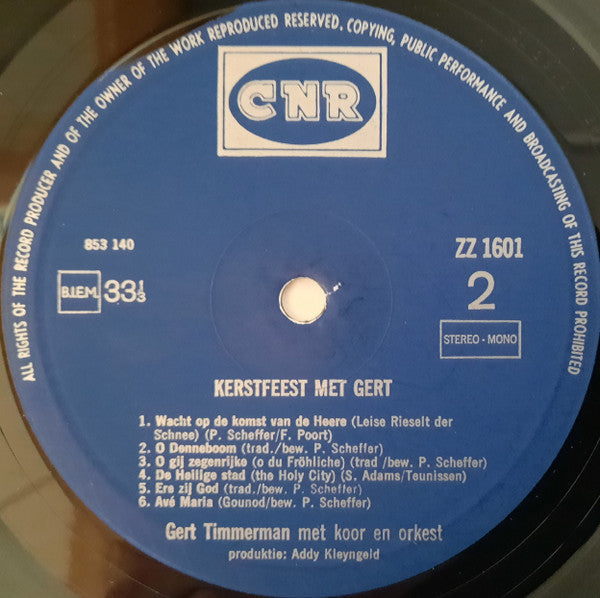 ALL RIGHTS OF THE RECORD PRODUCER AND OF THE OWNER OF THE WORK REPRODUCED RESERVED, COPYING, PUBLIC PERFORMANCE AND BROADCASTING OF THIS RECORD PROHIBITED
CNR
853 140
ZZ 1601
B.I.E.M.
33⅓
2
STEREO - MONO
KERSTFEEST MET GERT
1. Wacht op de komst van de Heere (Leise Rieselt der
Schnee) (P. Scheffer/F. Poort)
2. O Denneboom (trad./bew. P. Scheffer)
3. O gij zegenrijke (o du Fröhliche) (trad /bew. P. Scheffer)
4. De Heilige stad (the Holy City) (S. Adams/Teunissen)
5. Ere zij God (trad./bew. P. Scheffer)
6. Avé Maria (Gounod/bew. P. Scheffer)
Gert Timmerman met koor en orkest
produktie: Addy Kleyngeld